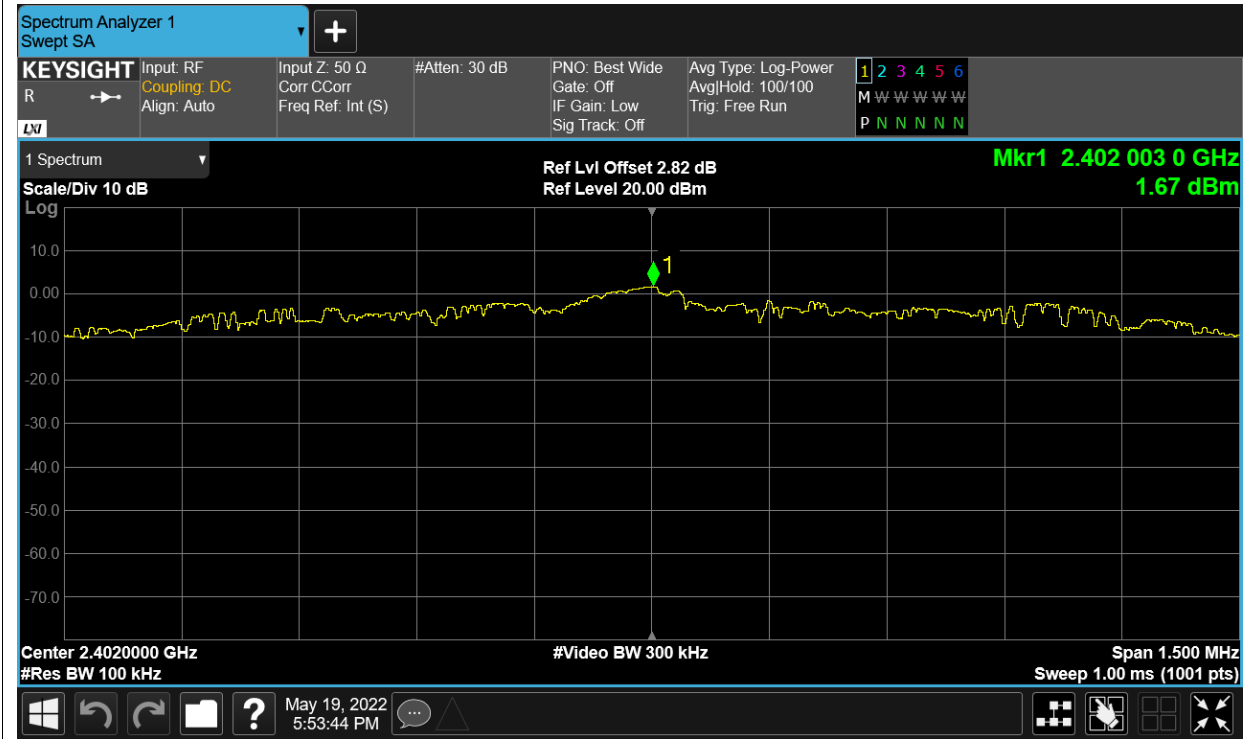 Spectrum Analyzer 1
Swept SA
KEYSIGHT
R
LXI
Input: RF
Coupling: DC
Align: Auto
Input Z: 50 Ω
Corr CCorr
Freq Ref: Int (S)
#Atten: 30 dB
PNO: Best Wide
Gate: Off
IF Gain: Low
Sig Track: Off
Avg Type: Log-Power
Avg|Hold: 100/100
Trig: Free Run
1 2 3 4 5 6
M W W W W W
P N N N N N
1 Spectrum
Scale/Div 10 dB
Log
Ref Lvl Offset 2.82 dB
Ref Level 20.00 dBm
Mkr1 2.402 003 0 GHz
1.67 dBm
10.0
1
0.00
-10.0
-20.0
-30.0
-40.0
-50.0
-60.0
-70.0
Center 2.4020000 GHz
#Video BW 300 kHz
Span 1.500 MHz
#Res BW 100 kHz
Sweep 1.00 ms (1001 pts)
?
May 19, 2022
5:53:44 PM